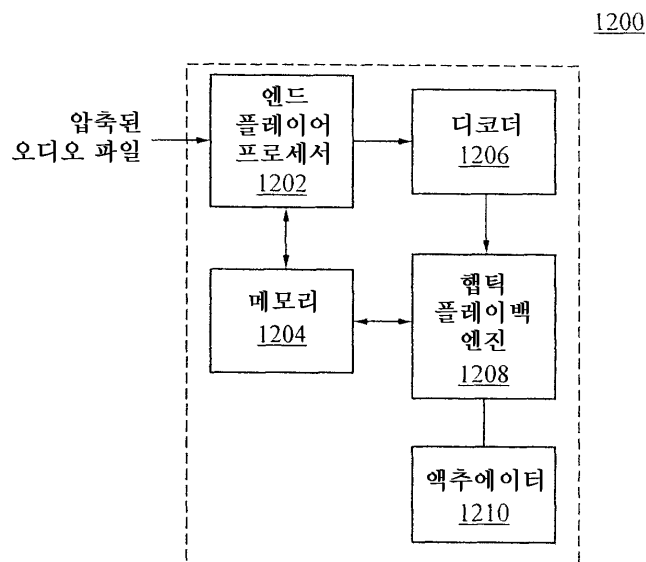 1200
압축된
오디오 파일
엔드
플레이어
프로세서
1202
디코더
1206
메모리
1204
햅틱
플레이백
엔진
1208
액추에이터
1210